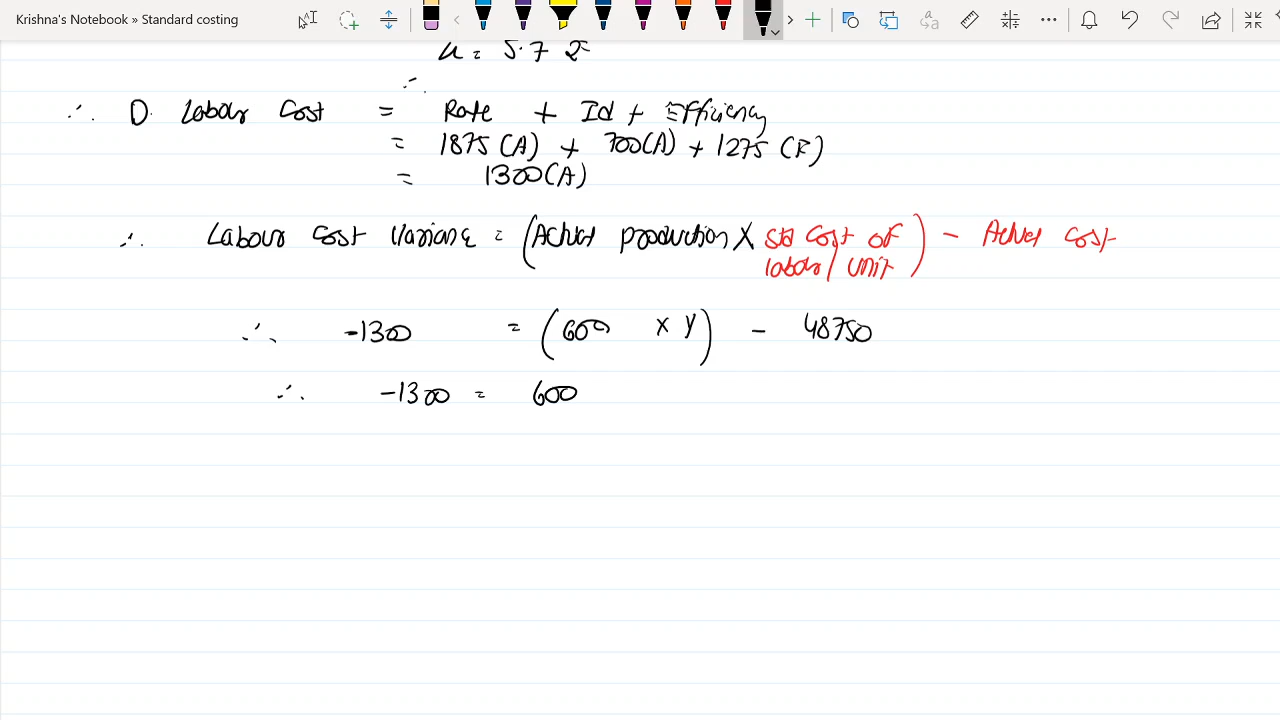 Krishna's Notebook » Standard costing
u = 5.7 25
∴
∴ D. Labour Cost = Rate + Id + Efficiency
= 1875 (A) + 700(A) + 1275 (F)
= 1300(A)
∴ Labour Cost Variance = (Actual production X Std Cost of labour/unit) - Actual Cost
∴ -1300 = (600 x y) - 48750
∴ -1300 = 600